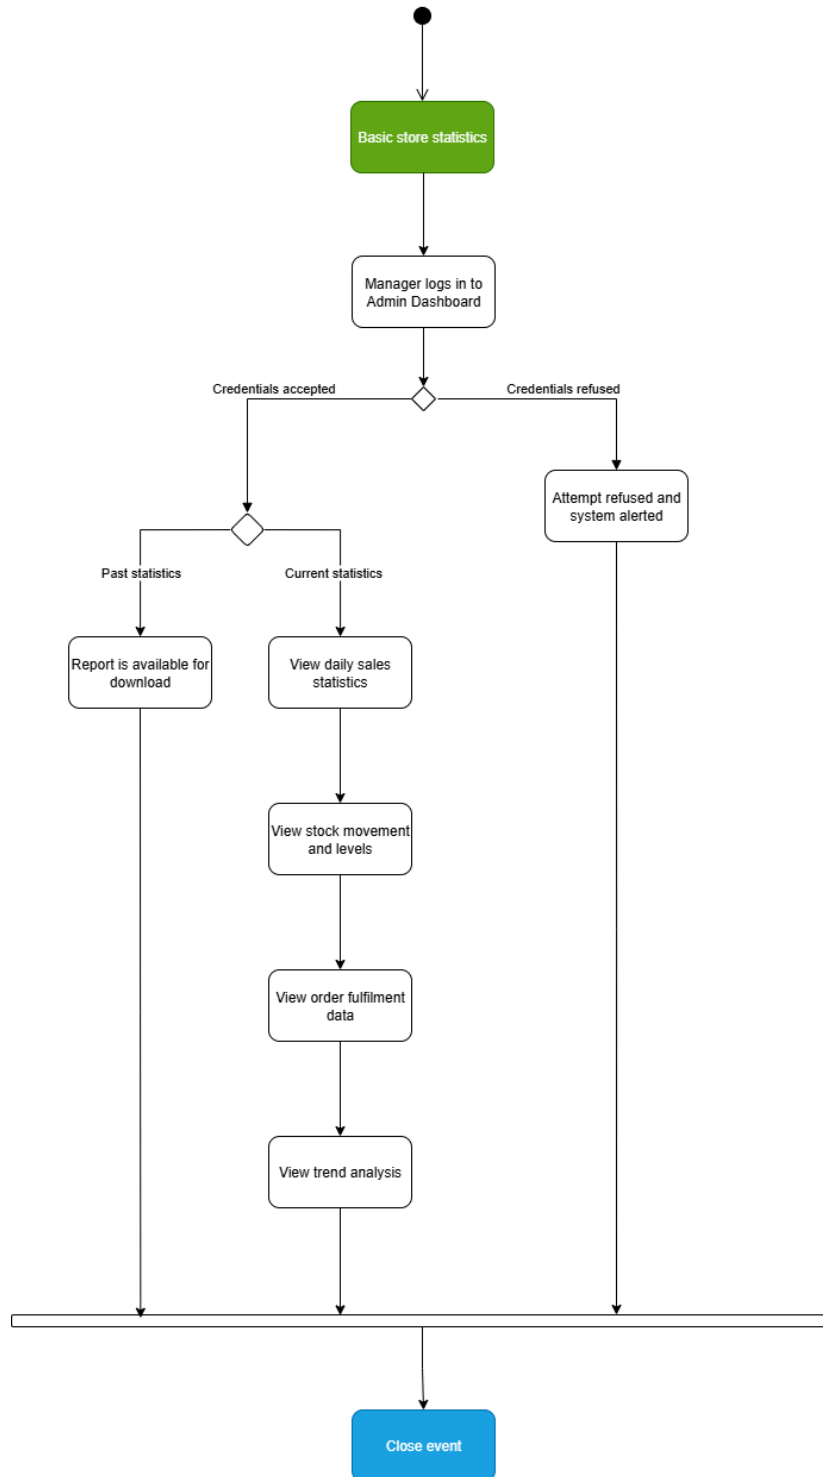 Basic store statistics
Manager logs in to
Admin Dashboard
Credentials accepted
Credentials refused
Attempt refused and
system alerted
Past statistics
Current statistics
Report is available for
download
View daily sales
statistics
View stock movement
and levels
View order fulfilment
data
View trend analysis
Close event